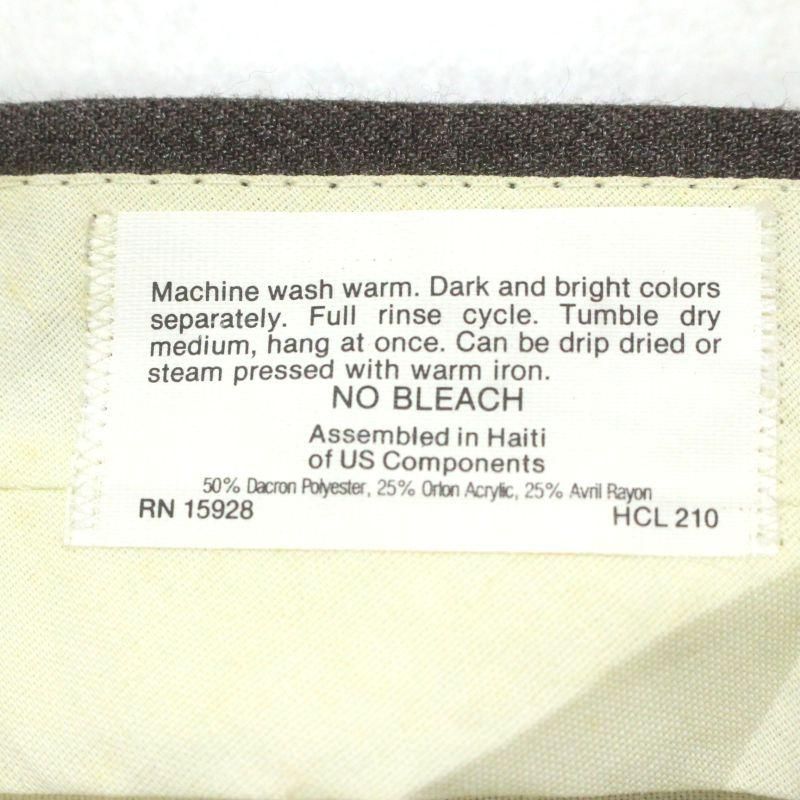 Machine wash warm. Dark and bright colors
separately. Full rinse cycle. Tumble dry
medium, hang at once. Can be drip dried or
steam pressed with warm iron.
NO BLEACH
Assembled in Haiti
of US Components
50% Dacron Polyester, 25% Orlon Acrylic, 25% Avril Rayon
RN 15928 HCL 210